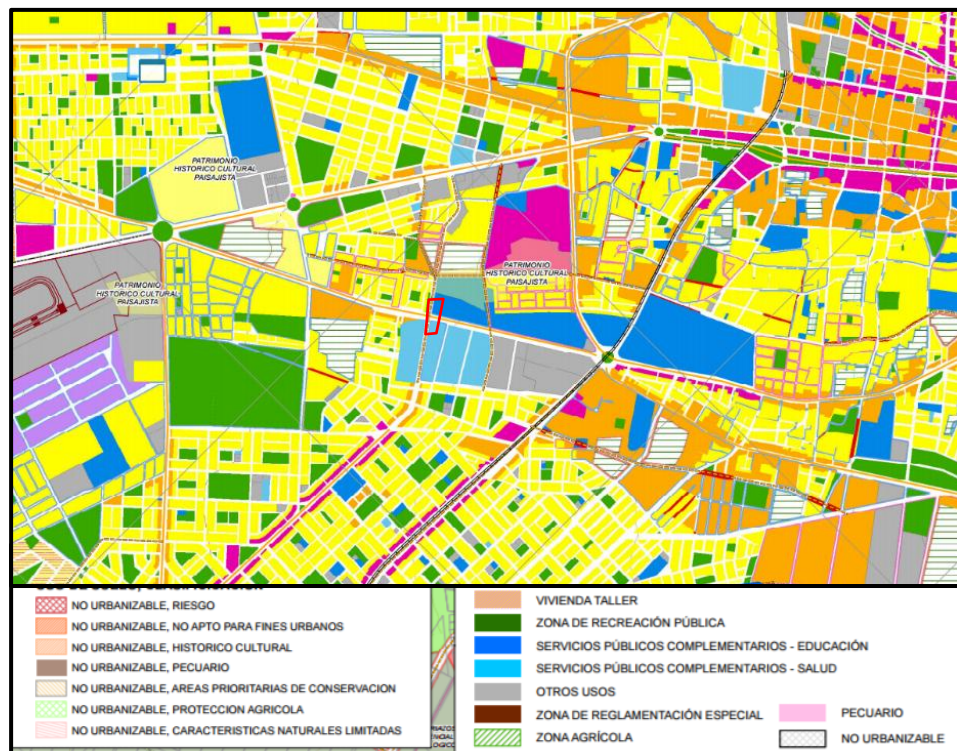 PATRIMONIO
HISTORICO CULTURAL
PAISAJISTA
PATRIMONIO
HISTORICO CULTURAL
PAISAJISTA
PATRIMONIO
HISTORICO CULTURAL
PAISAJISTA
NO URBANIZABLE, RIESGO
NO URBANIZABLE, NO APTO PARA FINES URBANOS
NO URBANIZABLE, HISTORICO CULTURAL
NO URBANIZABLE, PECUARIO
NO URBANIZABLE, AREAS PRIORITARIAS DE CONSERVACION
NO URBANIZABLE, PROTECCION AGRICOLA
NO URBANIZABLE, CARACTERISTICAS NATURALES LIMITADAS
VIVIENDA TALLER
ZONA DE RECREACIÓN PÚBLICA
SERVICIOS PÚBLICOS COMPLEMENTARIOS - EDUCACIÓN
SERVICIOS PÚBLICOS COMPLEMENTARIOS - SALUD
OTROS USOS
ZONA DE REGLAMENTACIÓN ESPECIAL
ZONA AGRÍCOLA
PECUARIO
NO URBANIZABLE